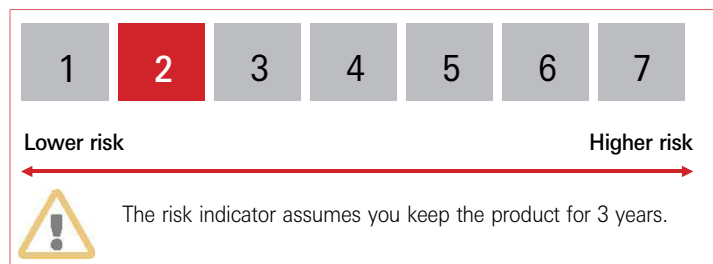 1 2 3 4 5 6 7
Lower risk Higher risk
The risk indicator assumes you keep the product for 3 years.